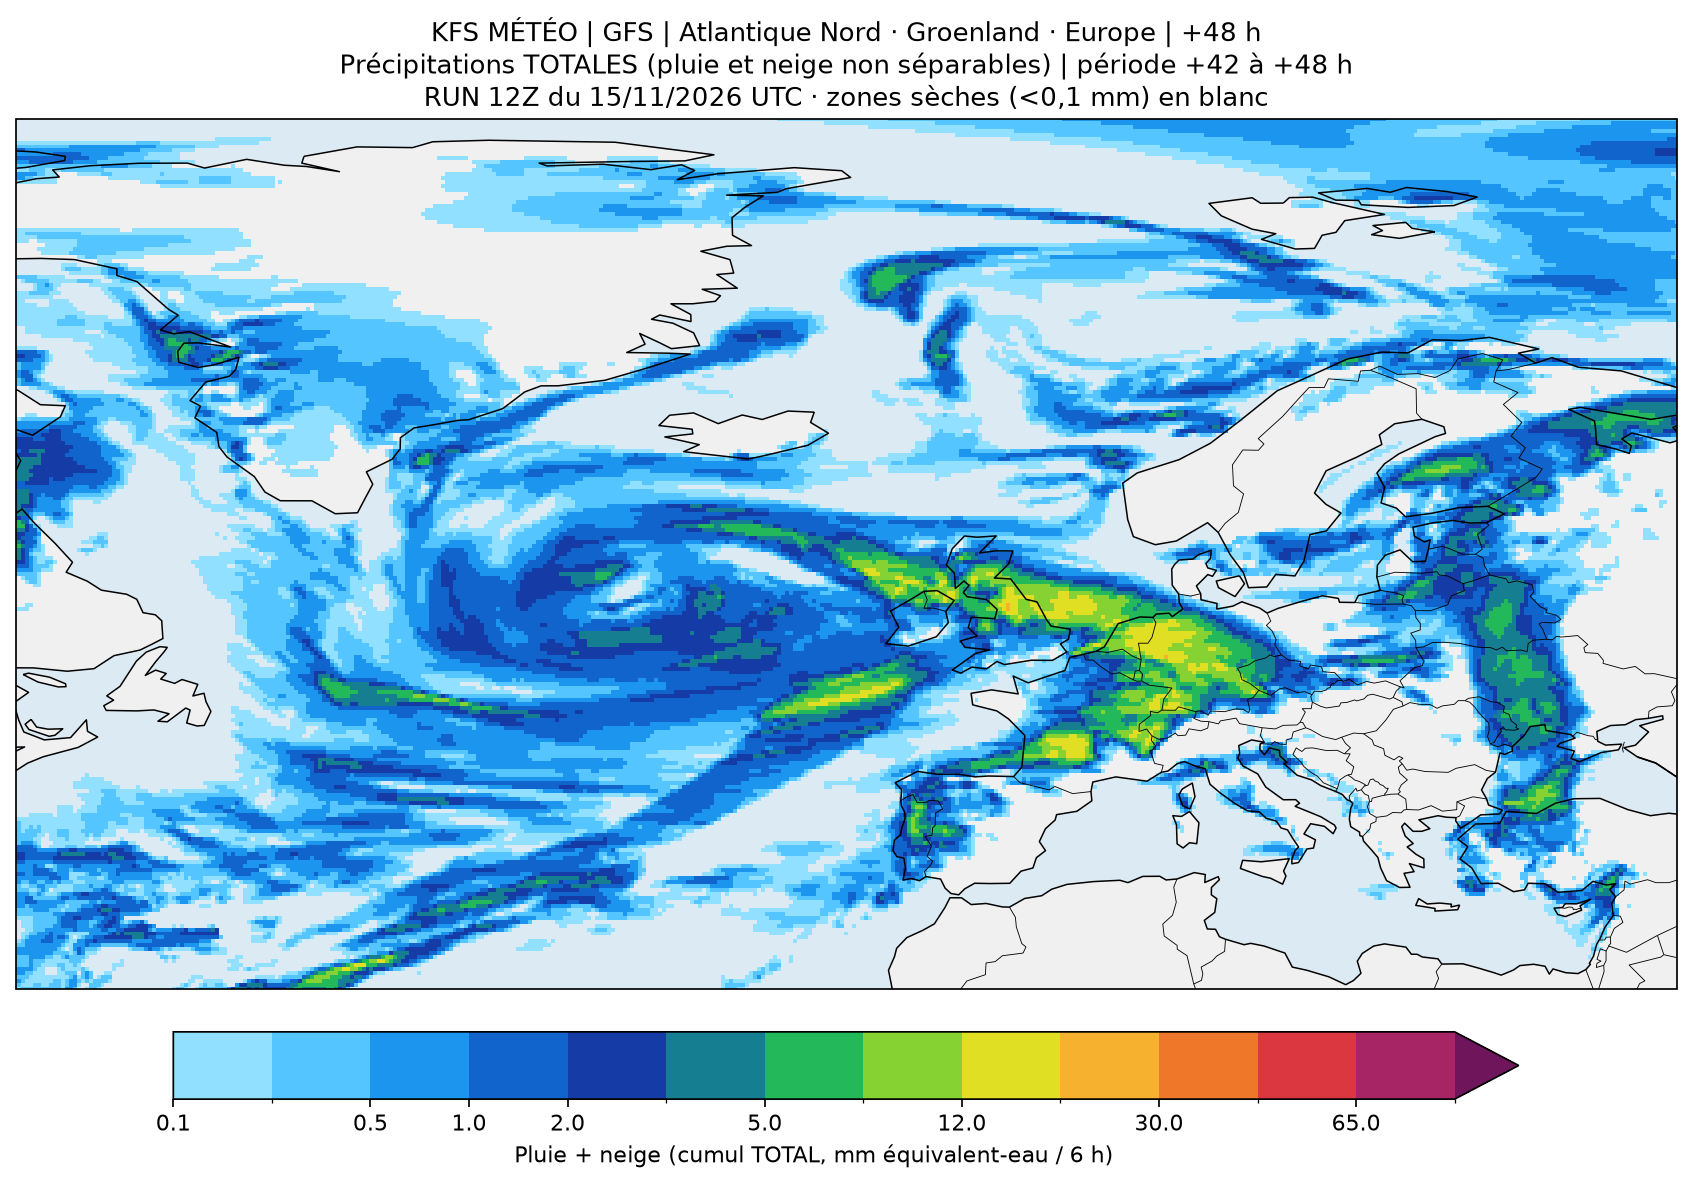 KFS MÉTÉO | GFS | Atlantique Nord · Groenland · Europe | +48 h
Précipitations TOTALES (pluie et neige non séparables) | période +42 à +48 h
RUN 12Z du 15/11/2026 UTC · zones sèches (<0,1 mm) en blanc
0.1 0.5 1.0 2.0 5.0 12.0 30.0 65.0
Pluie + neige (cumul TOTAL, mm équivalent-eau / 6 h)